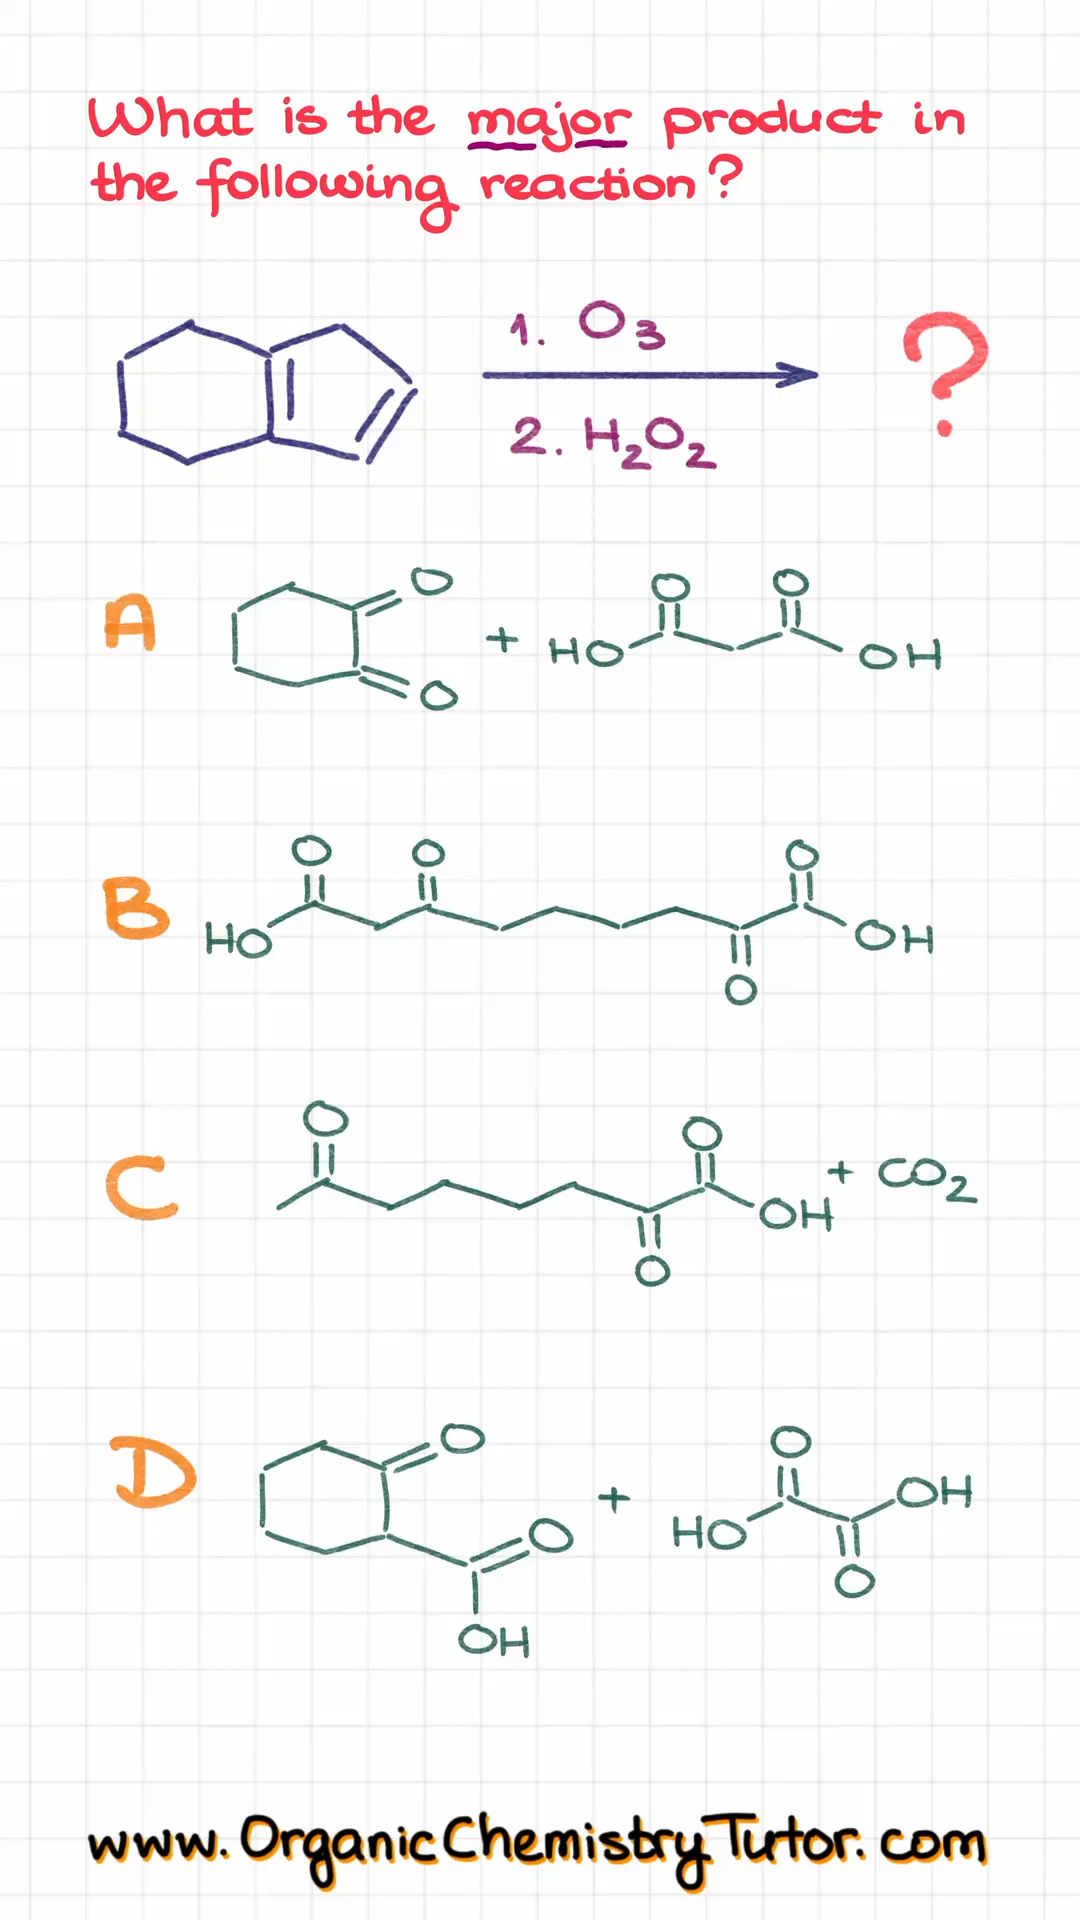 What is the major product in
the following reaction?
1. O₃
2. H₂O₂
?
A
O
O
+
HO
O
O
OH
B
HO
O
O
O
O
OH
C
O
O
O
OH
+ CO₂
D
O
O
OH
+
HO
O
O
OH
www.OrganicChemistryTutor.com